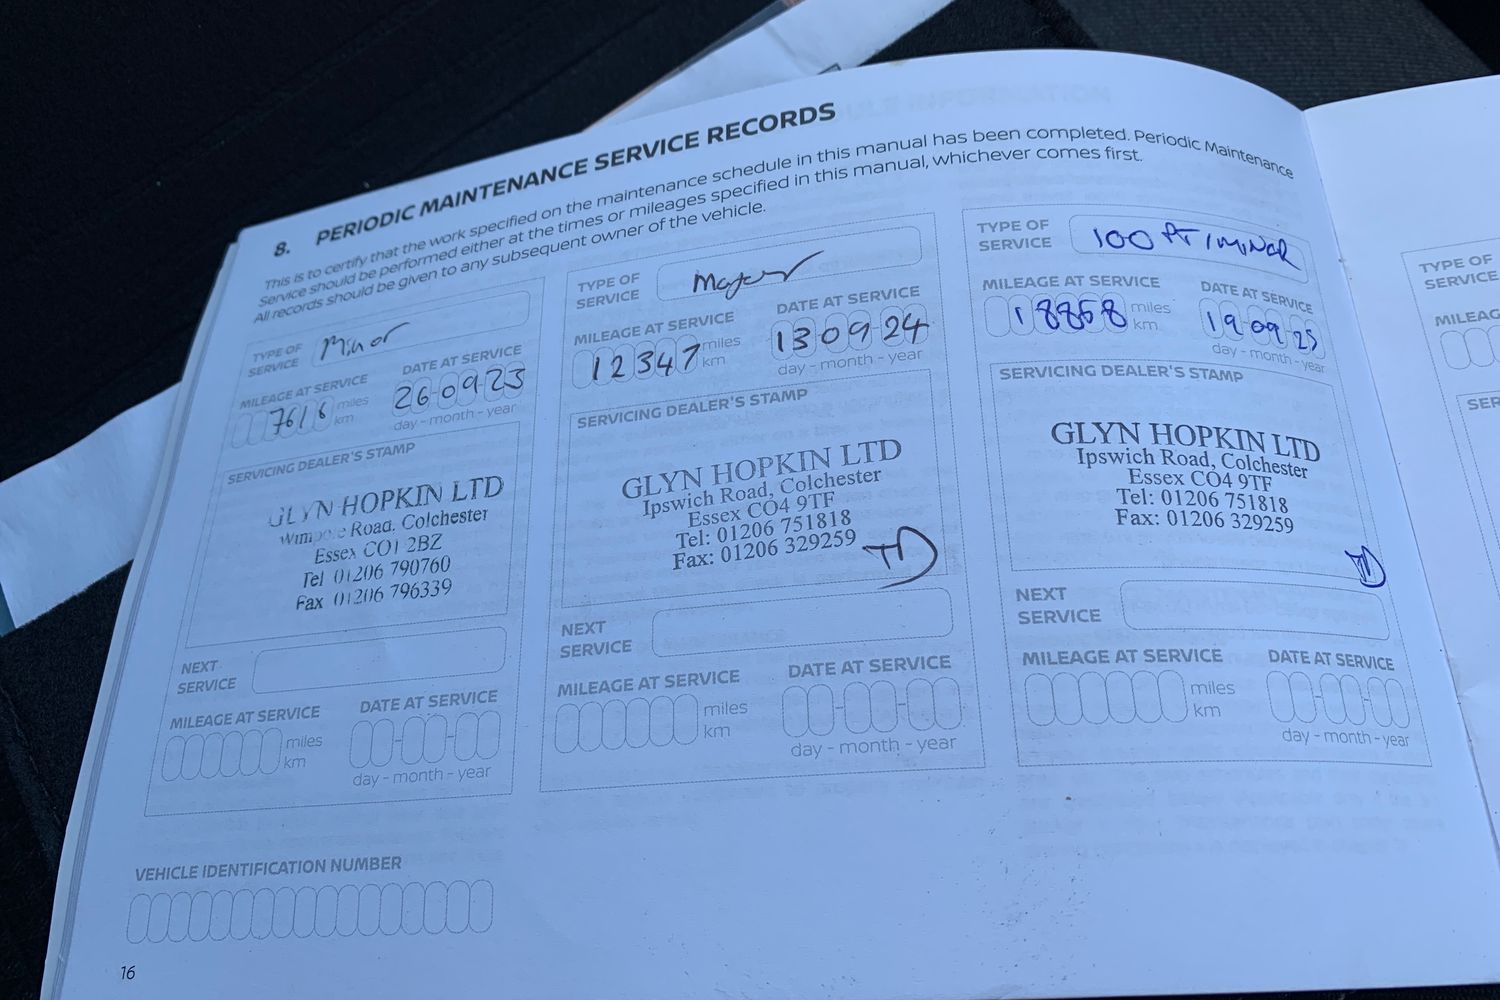 8. PERIODIC MAINTENANCE SERVICE RECORDS
This is to certify that the work specified on the maintenance schedule in this manual has been completed. Periodic Maintenance
Service should be performed either at the times or mileages specified in this manual, whichever comes first.
All records should be given to any subsequent owner of the vehicle.
TYPE OF
SERVICE
Minor
MILEAGE AT SERVICE
7616
miles
km
DATE AT SERVICE
26-09-23
day - month - year
SERVICING DEALER'S STAMP
GLYN HOPKIN LTD
Wimpole Road, Colchester
Essex CO1 2BZ
Tel 01206 790760
Fax 01206 796339
NEXT
SERVICE
MILEAGE AT SERVICE
miles
km
DATE AT SERVICE
day - month - year
TYPE OF
SERVICE
Major
MILEAGE AT SERVICE
12347
miles
km
DATE AT SERVICE
13-09-24
day - month - year
SERVICING DEALER'S STAMP
GLYN HOPKIN LTD
Ipswich Road, Colchester
Essex CO4 9TF
Tel: 01206 751818
Fax: 01206 329259
TD
NEXT
SERVICE
MILEAGE AT SERVICE
miles
km
DATE AT SERVICE
day - month - year
TYPE OF
SERVICE
100 PT / MINOR
MILEAGE AT SERVICE
18868
miles
km
DATE AT SERVICE
19-09-25
day - month - year
SERVICING DEALER'S STAMP
GLYN HOPKIN LTD
Ipswich Road, Colchester
Essex CO4 9TF
Tel: 01206 751818
Fax: 01206 329259
TD
NEXT
SERVICE
MILEAGE AT SERVICE
miles
km
DATE AT SERVICE
day - month - year
VEHICLE IDENTIFICATION NUMBER
16
TYPE OF
SERVICE
MILEAG
SER